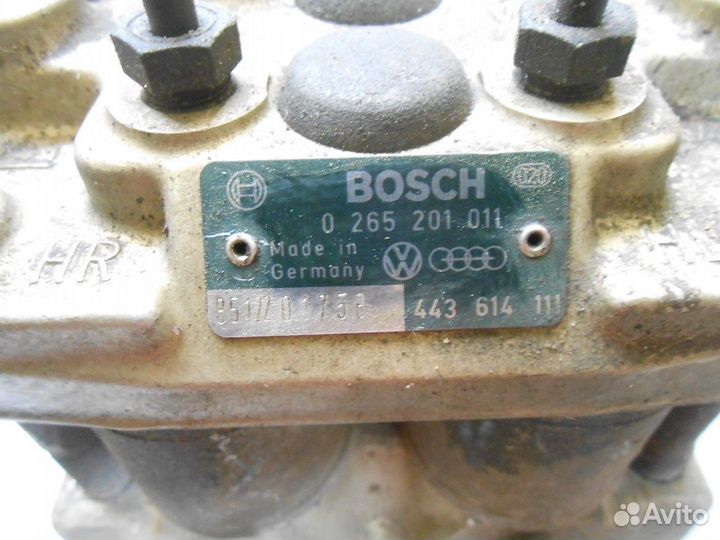 BOSCH
0 265 201 011
Made in
Germany
443 614 111
HR
Avito